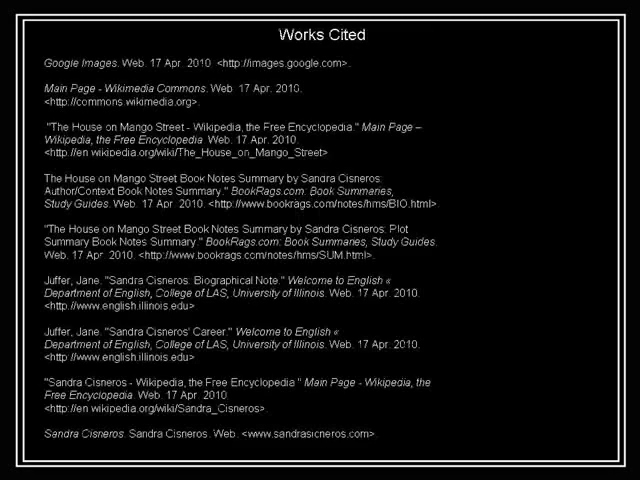 Works Cited
Google Images. Web. 17 Apr. 2010. <http://images.google.com>.
Main Page - Wikimedia Commons. Web. 17 Apr. 2010.
<http://commons.wikimedia.org>.
"The House on Mango Street - Wikipedia, the Free Encyclopedia." Main Page –
Wikipedia, the Free Encyclopedia. Web. 17 Apr. 2010.
<http://en.wikipedia.org/wiki/The_House_on_Mango_Street>
The House on Mango Street Book Notes Summary by Sandra Cisneros:
Author/Context Book Notes Summary." BookRags.com: Book Summaries,
Study Guides. Web. 17 Apr. 2010. <http://www.bookrags.com/notes/hms/BIO.html>.
"The House on Mango Street Book Notes Summary by Sandra Cisneros: Plot
Summary Book Notes Summary." BookRags.com: Book Summaries, Study Guides.
Web. 17 Apr. 2010. <http://www.bookrags.com/notes/hms/SUM.html>.
Juffer, Jane. "Sandra Cisneros: Biographical Note." Welcome to English «
Department of English, College of LAS, University of Illinois. Web. 17 Apr. 2010.
<http://www.english.illinois.edu>
Juffer, Jane. "Sandra Cisneros' Career." Welcome to English «
Department of English, College of LAS, University of Illinois. Web. 17 Apr. 2010.
<http://www.english.illinois.edu>
"Sandra Cisneros - Wikipedia, the Free Encyclopedia." Main Page - Wikipedia, the
Free Encyclopedia. Web. 17 Apr. 2010.
<http://en.wikipedia.org/wiki/Sandra_Cisneros>.
Sandra Cisneros. Sandra Cisneros. Web. <www.sandrasicneros.com>.